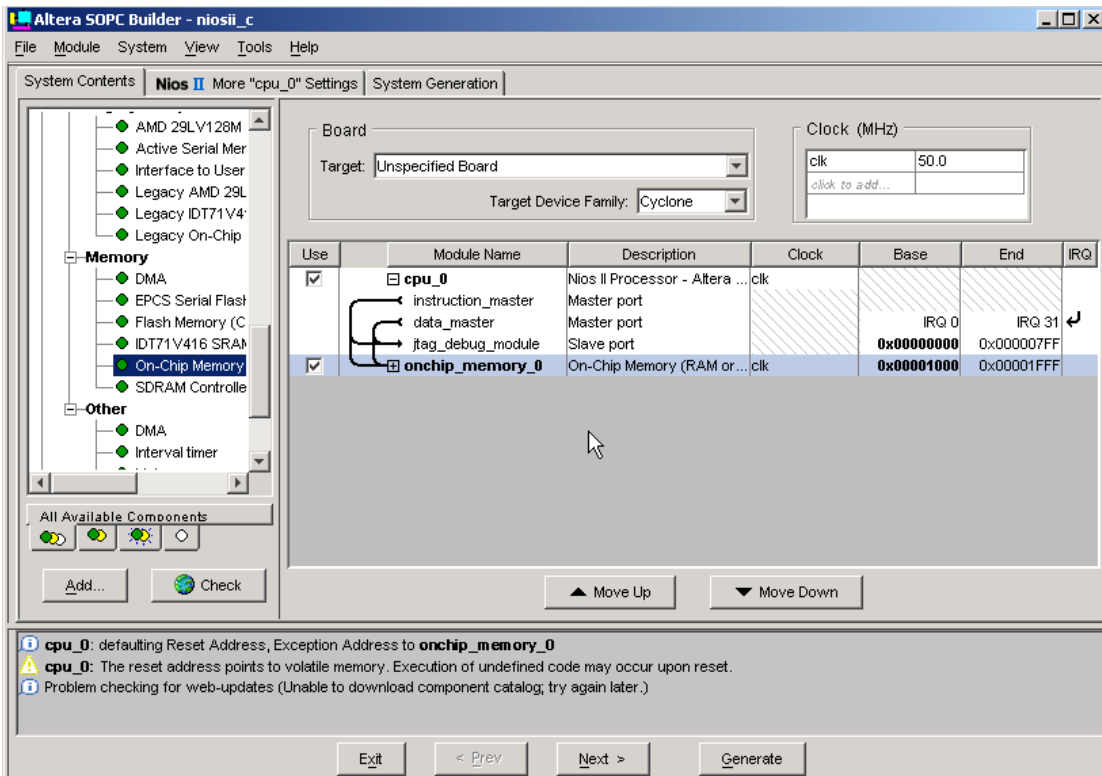 Altera SOPC Builder - niosii_c
File Module System View Tools Help
System Contents Nios II More "cpu_0" Settings System Generation
AMD 29LV128M
Active Serial Mer
Interface to User
Legacy AMD 29L
Legacy IDT71V4
Legacy On-Chip
Memory
DMA
EPCS Serial Flash
Flash Memory (C
IDT71V416 SRAM
On-Chip Memory
SDRAM Controlle
Other
DMA
Interval timer
All Available Components
Add... Check
Board
Target: Unspecified Board
Target Device Family: Cyclone
Clock (MHz)
clk 50.0
click to add...
Use Module Name Description Clock Base End IRQ
cpu_0 Nios II Processor - Altera ... clk
instruction_master Master port
data_master Master port IRQ 0 IRQ 31
jtag_debug_module Slave port 0x00000000 0x000007FF
onchip_memory_0 On-Chip Memory (RAM or... clk 0x00001000 0x00001FFF
Move Up Move Down
cpu_0: defaulting Reset Address, Exception Address to onchip_memory_0
cpu_0: The reset address points to volatile memory. Execution of undefined code may occur upon reset.
Problem checking for web-updates (Unable to download component catalog; try again later.)
Exit < Prev Next > Generate